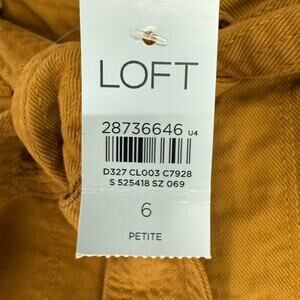 LOFT
28736646 U4
D327 CL003 C7928
S 525418 SZ 069
6
PETITE